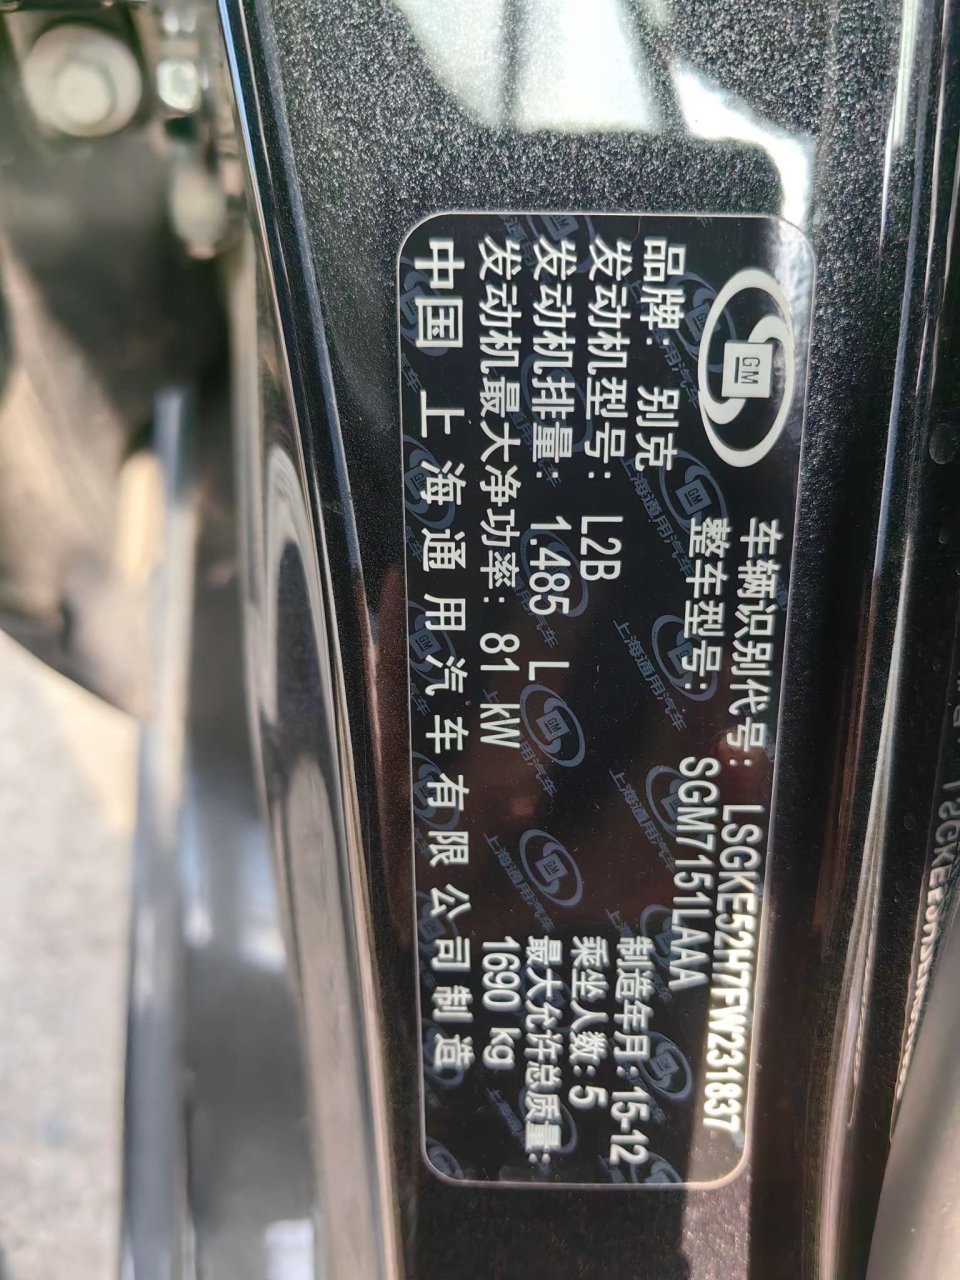 GM
车辆识别代号: LSGKE52H7FW231837
整车型号: SGM7151LAAA
品牌: 别克
制造年月: 15-12
发动机型号: L2B
乘坐人数: 5
发动机排量: 1.485 L
最大允许总质量:
1690 kg
发动机最大净功率: 81 kW
中国 上海通用汽车有限公司制造